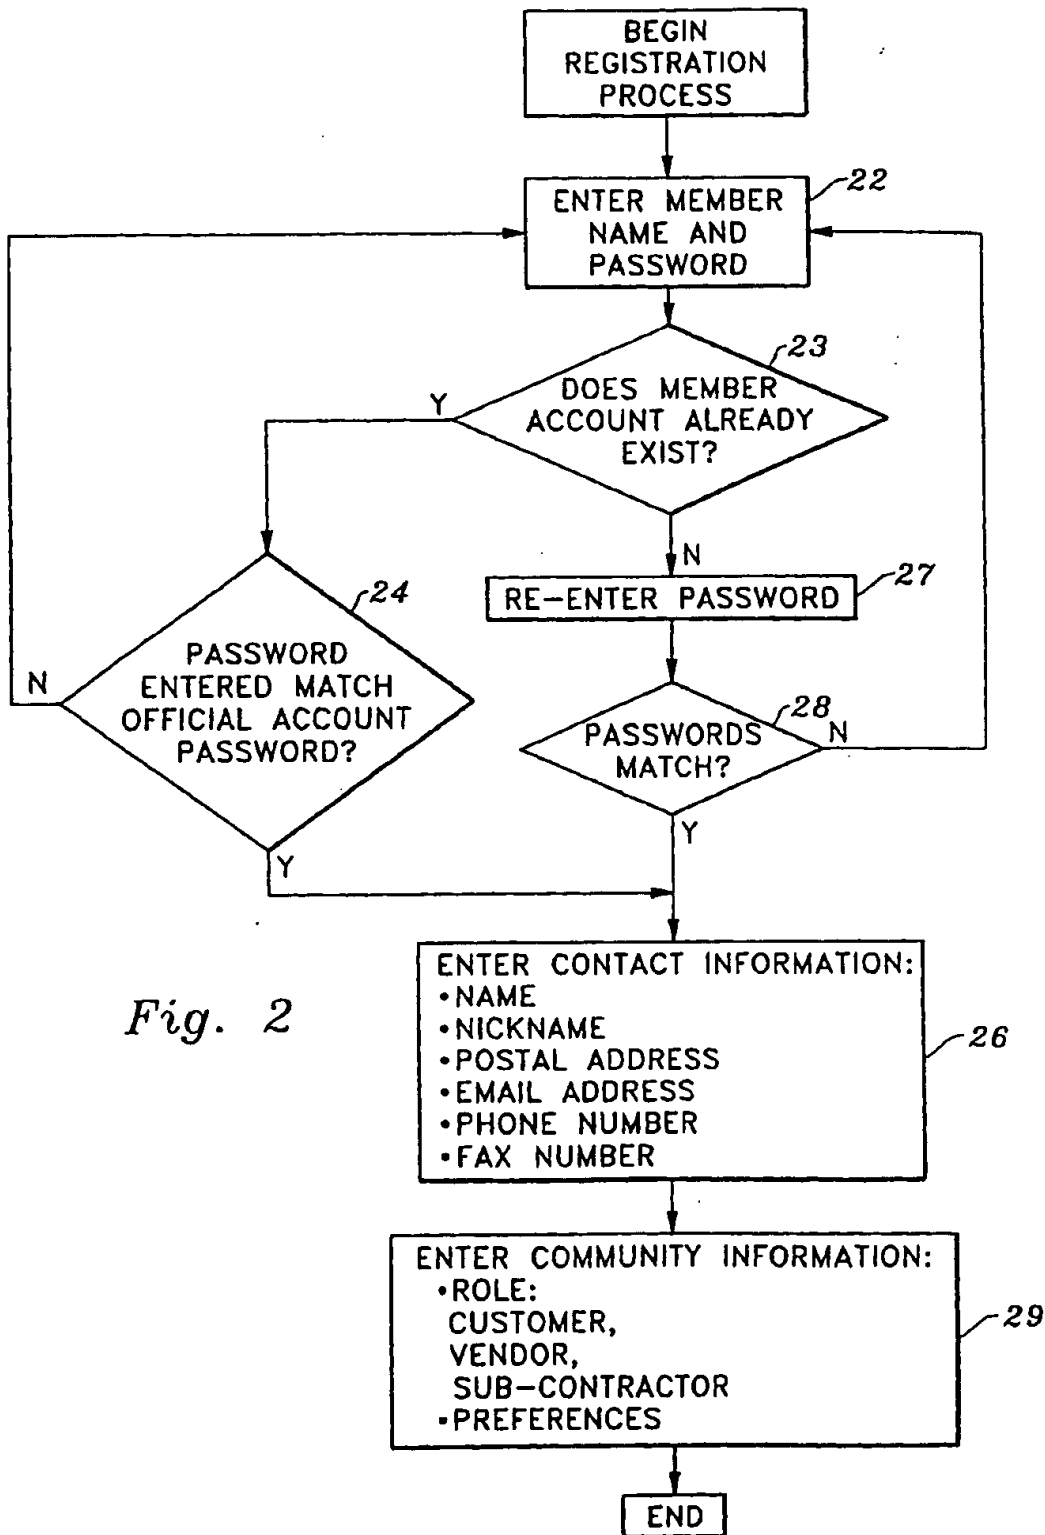 BEGIN
REGISTRATION
PROCESS
22
ENTER MEMBER
NAME AND
PASSWORD
23
DOES MEMBER
ACCOUNT ALREADY
EXIST?
Y
N
27
RE-ENTER PASSWORD
24
PASSWORD
ENTERED MATCH
OFFICIAL ACCOUNT
PASSWORD?
N
Y
28
PASSWORDS
MATCH?
N
Y
ENTER CONTACT INFORMATION:
•NAME
•NICKNAME
•POSTAL ADDRESS
•EMAIL ADDRESS
•PHONE NUMBER
•FAX NUMBER
26
Fig. 2
ENTER COMMUNITY INFORMATION:
•ROLE:
CUSTOMER,
VENDOR,
SUB-CONTRACTOR
•PREFERENCES
29
END